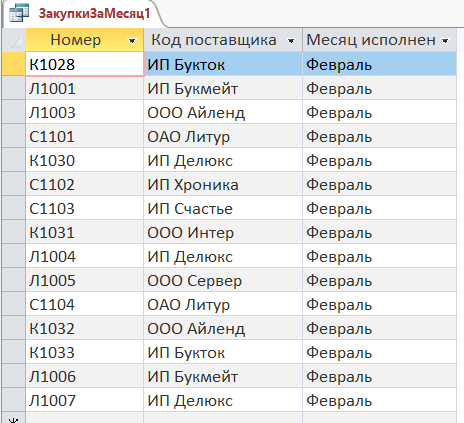 ЗакупкиЗаМесяц1
Номер Код поставщика Месяц исполнен
К1028 ИП Букток Февраль
Л1001 ИП Букмейт Февраль
Л1003 ООО Айленд Февраль
С1101 ОАО Литур Февраль
К1030 ИП Делюкс Февраль
С1102 ИП Хроника Февраль
С1103 ИП Счастье Февраль
К1031 ООО Интер Февраль
Л1004 ИП Делюкс Февраль
Л1005 ООО Сервер Февраль
С1104 ОАО Литур Февраль
К1032 ООО Айленд Февраль
К1033 ИП Букток Февраль
Л1006 ИП Букмейт Февраль
Л1007 ИП Делюкс Февраль